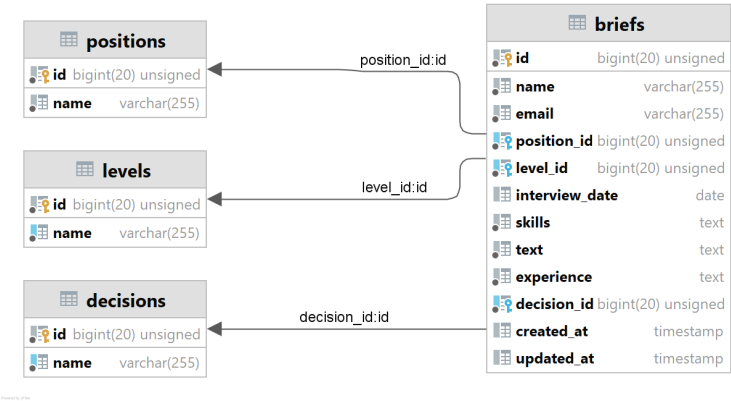 positions
id bigint(20) unsigned
name varchar(255)
levels
id bigint(20) unsigned
name varchar(255)
decisions
id bigint(20) unsigned
name varchar(255)
position_id:id
level_id:id
decision_id:id
briefs
id bigint(20) unsigned
name varchar(255)
email varchar(255)
position_id bigint(20) unsigned
level_id bigint(20) unsigned
interview_date date
skills text
text text
experience text
decision_id bigint(20) unsigned
created_at timestamp
updated_at timestamp
Powered by yFiles